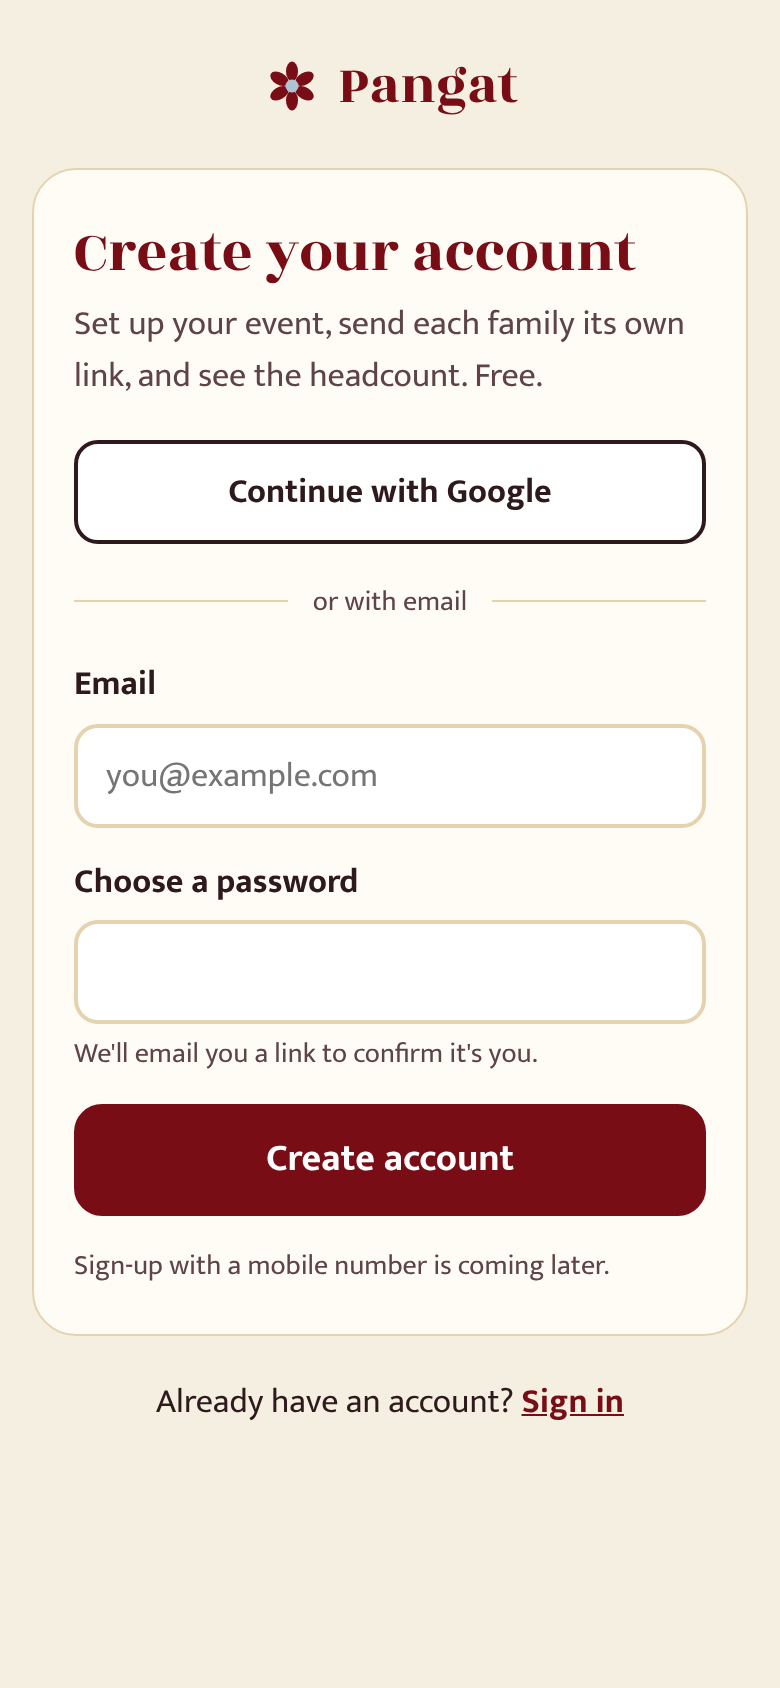 Pangat
Create your account
Set up your event, send each family its own
link, and see the headcount. Free.
Continue with Google
or with email
Email
you@example.com
Choose a password
We'll email you a link to confirm it's you.
Create account
Sign-up with a mobile number is coming later.
Already have an account? Sign in